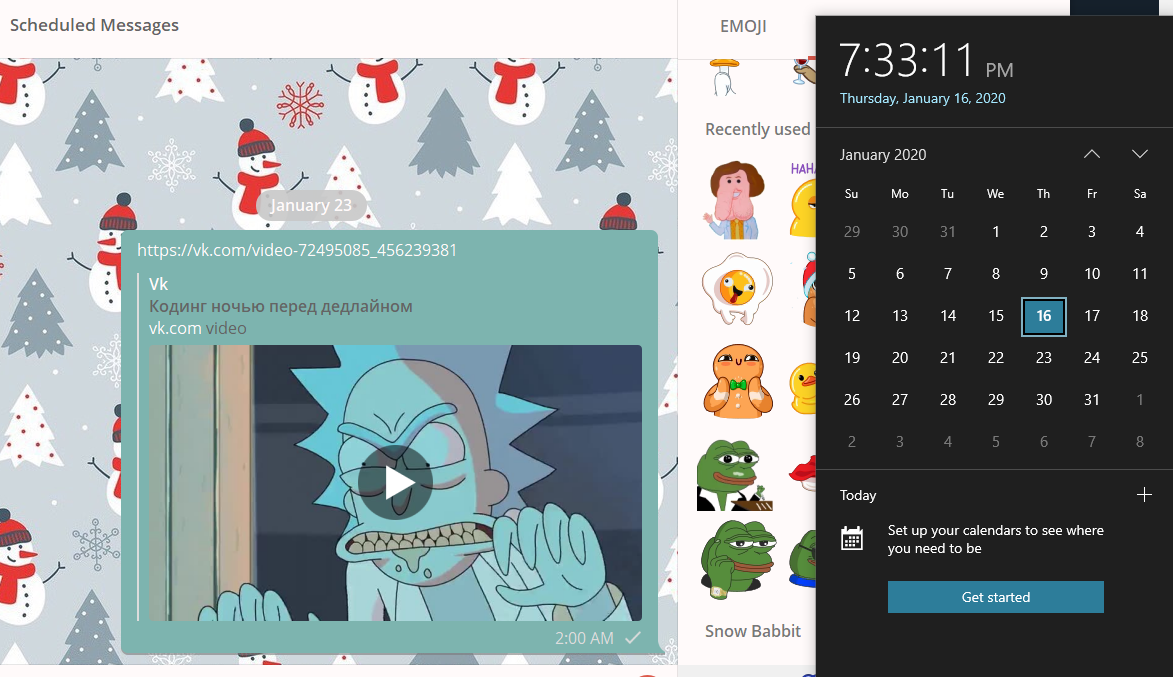 Scheduled Messages
January 23
https://vk.com/video-72495085_456239381
Vk
Кодинг ночью перед дедлайном
vk.com video
2:00 AM
EMOJI
Recently used
HAHA
Snow Babbit
7:33:11 PM
Thursday, January 16, 2020
January 2020
Su Mo Tu We Th Fr Sa
29 30 31 1 2 3 4
5 6 7 8 9 10 11
12 13 14 15 16 17 18
19 20 21 22 23 24 25
26 27 28 29 30 31 1
2 3 4 5 6 7 8
Today
Set up your calendars to see where
you need to be
Get started